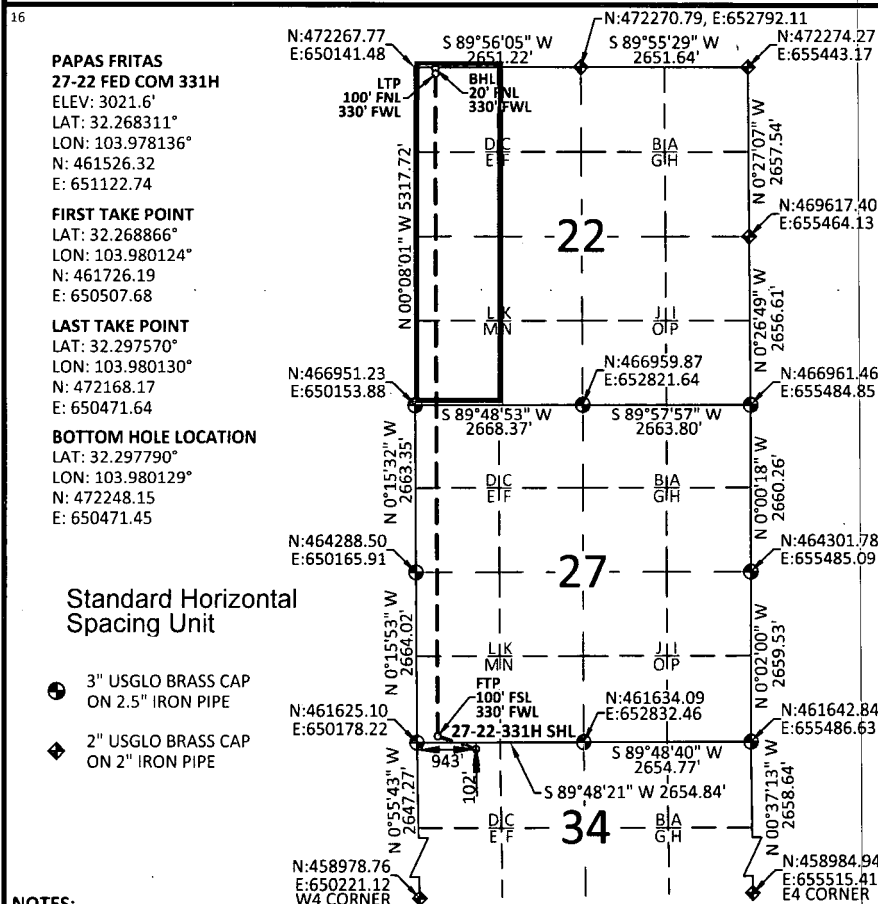 16
PAPAS FRITAS
27-22 FED COM 331H
ELEV: 3021.6'
LAT: 32.268311°
LON: 103.978136°
N: 461526.32
E: 651122.74
FIRST TAKE POINT
LAT: 32.268866°
LON: 103.980124°
N: 461726.19
E: 650507.68
LAST TAKE POINT
LAT: 32.297570°
LON: 103.980130°
N: 472168.17
E: 650471.64
BOTTOM HOLE LOCATION
LAT: 32.297790°
LON: 103.980129°
N: 472248.15
E: 650471.45
Standard Horizontal
Spacing Unit
3" USGLO BRASS CAP
ON 2.5" IRON PIPE
2" USGLO BRASS CAP
ON 2" IRON PIPE
NOTES:
N:472267.77
E:650141.48
S 89°56'05" W
2651.22'
N:472270.79, E:652792.11
S 89°55'29" W
2651.64'
N:472274.27
E:655443.17
LTP
100' FNL
330' FWL
BHL
20' FNL
330' FWL
D C
E F
B A
G H
N 00°08'01" W 5317.72'
N 0°27'07" W
2657.54'
22
N:469617.40
E:655464.13
L K
M N
J I
O P
N 0°26'49" W
2656.61'
N:466951.23
E:650153.88
N:466959.87
E:652821.64
N:466961.46
E:655484.85
S 89°48'53" W
2668.37'
S 89°57'57" W
2663.80'
N 0°15'32" W
2663.35'
D C
E F
B A
G H
N 0°00'18" W
2660.26'
N:464288.50
E:650165.91
27
N:464301.78
E:655485.09
N 0°15'53" W
2664.02'
L K
M N
J I
O P
N 0°02'00" W
2659.53'
FTP
100' FSL
330' FWL
N:461625.10
E:650178.22
N:461634.09
E:652832.46
N:461642.84
E:655486.63
27-22-331H SHL
943'
102'
S 89°48'40" W
2654.77'
S 89°48'21" W 2654.84'
N 0°55'43" W
2647.27'
D C
E F
34
B A
G H
N 00°37'13" W
2658.64'
N:458978.76
E:650221.12
W4 CORNER
N:458984.94
E:655515.41
E4 CORNER